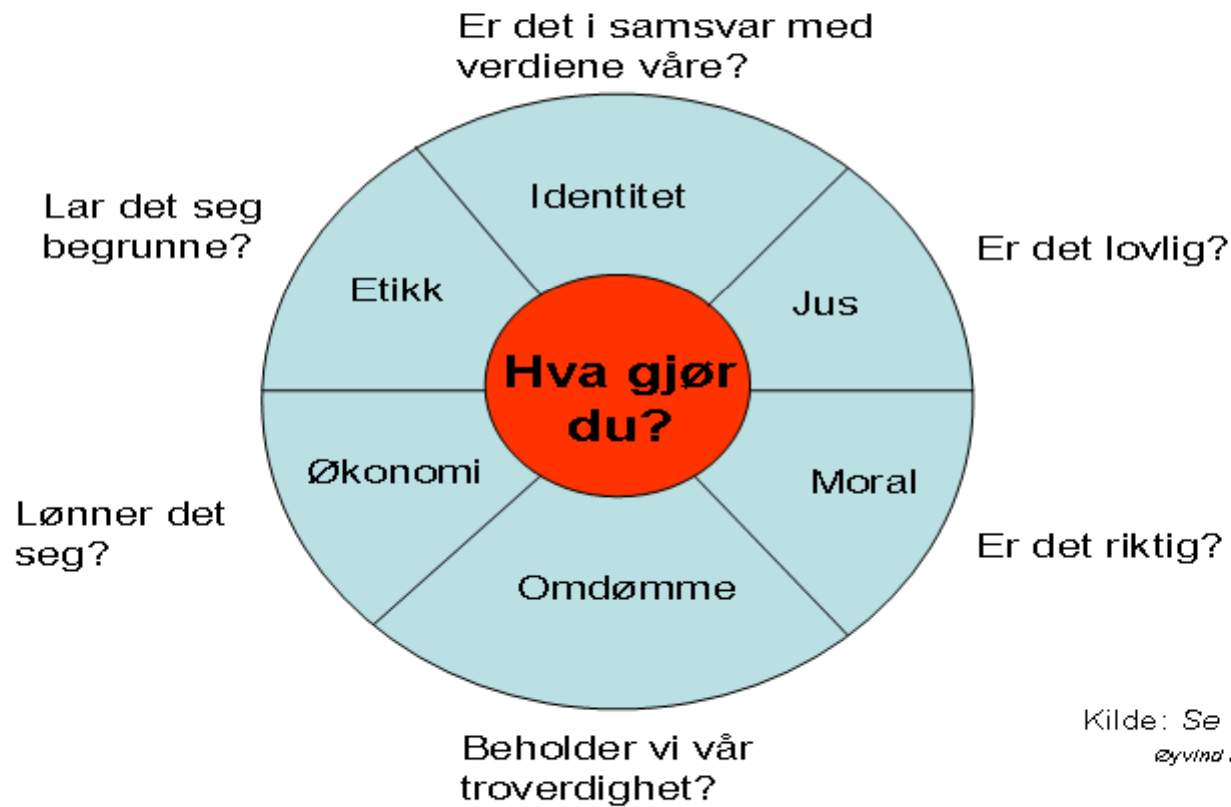 Er det i samsvar med
verdiene våre?
Identitet
Lar det seg
begrunne?
Etikk
Er det lovlig?
Jus
Hva gjør
du?
Økonomi
Moral
Lønner det
seg?
Er det riktig?
Omdømme
Beholder vi vår
troverdighet?
Kilde: Se
Øyvind